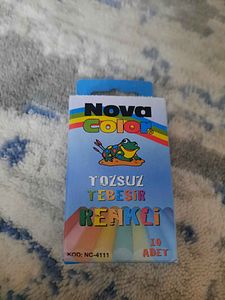 Nova
Color
TOZSUZ
TEBEŞİR
RENKLİ
10
ADET
KOD: NC-4111